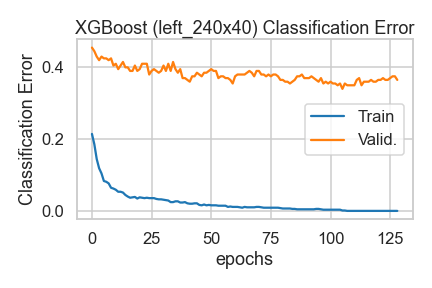 XGBoost (left_240x40) Classification Error
Classification Error
0.4
0.2
0.0
Train
Valid.
0 25 50 75 100 125
epochs